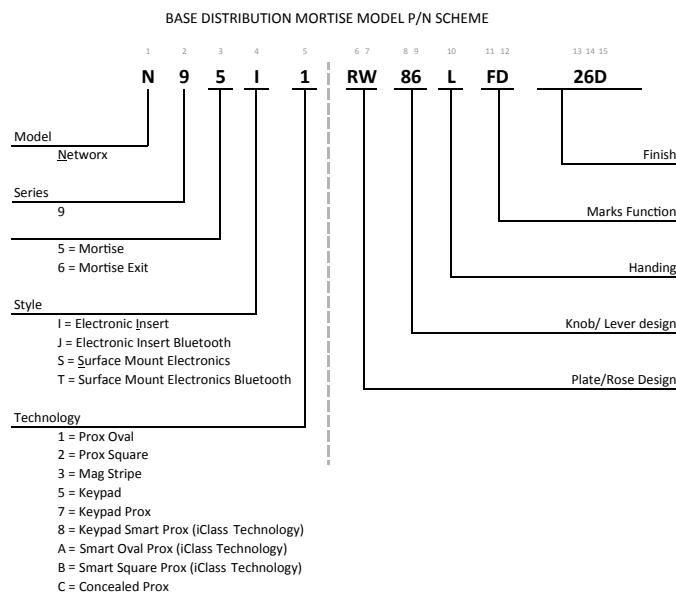 BASE DISTRIBUTION MORTISE MODEL P/N SCHEME
1 2 3 4 5 6 7 8 9 10 11 12 13 14 15
N 9 5 I 1 RW 86 L FD 26D
Model
Networx
Finish
Series
9
Marks Function
5 = Mortise
6 = Mortise Exit
Handing
Style
I = Electronic Insert
J = Electronic Insert Bluetooth
S = Surface Mount Electronics
T = Surface Mount Electronics Bluetooth
Knob/ Lever design
Plate/Rose Design
Technology
1 = Prox Oval
2 = Prox Square
3 = Mag Stripe
5 = Keypad
7 = Keypad Prox
8 = Keypad Smart Prox (iClass Technology)
A = Smart Oval Prox (iClass Technology)
B = Smart Square Prox (iClass Technology)
C = Concealed Prox